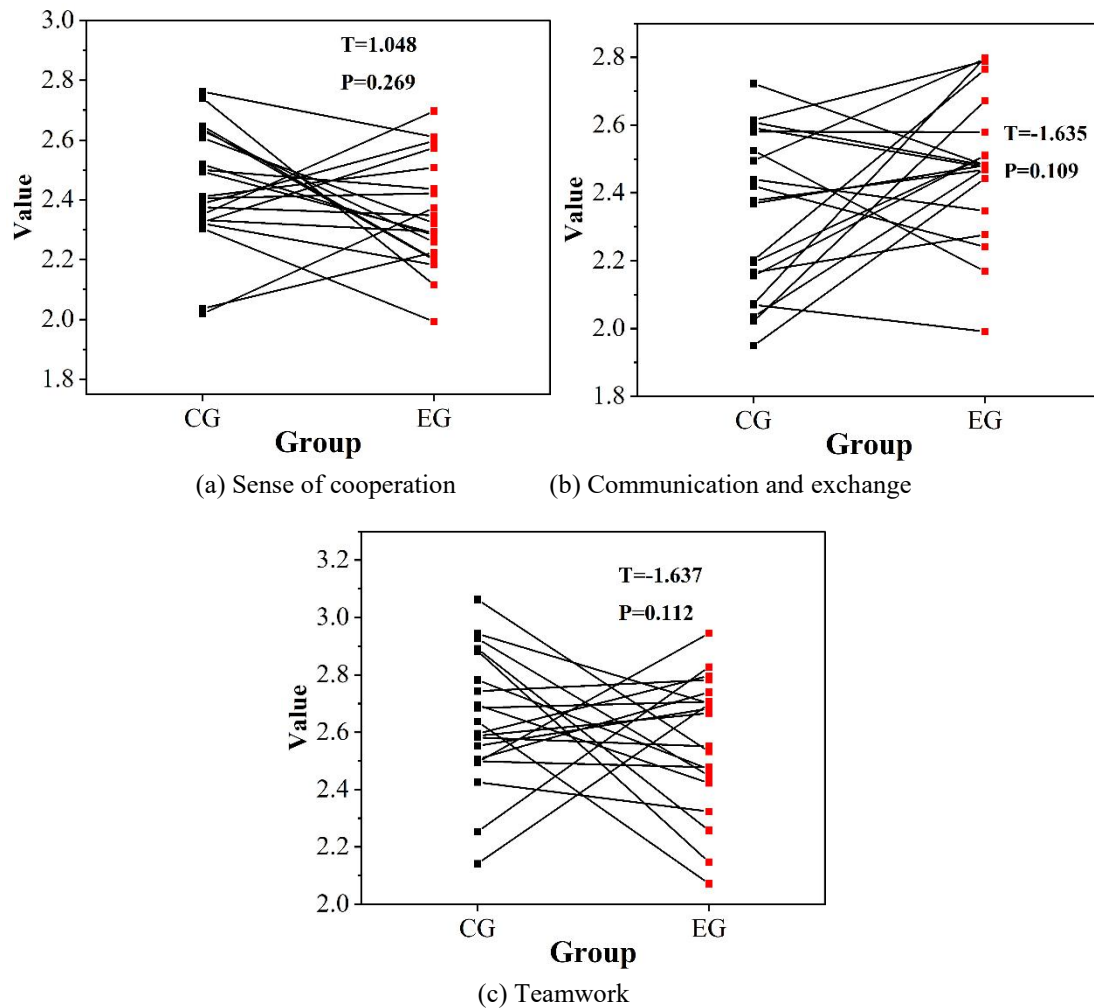 3.0
2.8
2.6
2.4
2.2
2.0
1.8
Value
T=1.048
P=0.269
CG
EG
Group
(a) Sense of cooperation
2.8
2.6
2.4
2.2
2.0
1.8
Value
T=-1.635
P=0.109
CG
EG
Group
(b) Communication and exchange
3.2
3.0
2.8
2.6
2.4
2.2
2.0
Value
T=-1.637
P=0.112
CG
EG
Group
(c) Teamwork